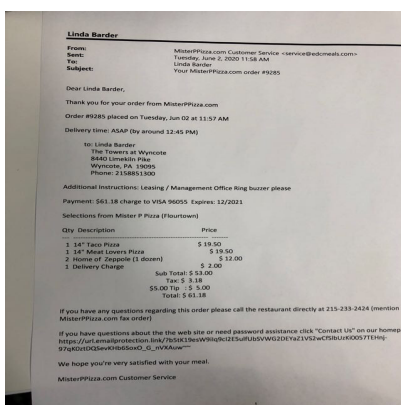 Linda Barder
From: MisterPPizza.com Customer Service <service@edcmeals.com>
Sent: Tuesday, June 2, 2020 11:58 AM
To: Linda Barder
Subject: Your MisterPPizza.com order #9285
Dear Linda Barder,
Thank you for your order from MisterPPizza.com
Order #9285 placed on Tuesday, Jun 02 at 11:57 AM
Delivery time: ASAP (by around 12:45 PM)
to: Linda Barder
The Towers at Wyncote
8440 Limekiln Pike
Wyncote, PA 19095
Phone: 2158851300
Additional Instructions: Leasing / Management Office Ring buzzer please
Payment: $61.18 charge to VISA 96055 Expires: 12/2021
Selections from Mister P Pizza (Flourtown)
Qty Description Price
1 14" Taco Pizza $ 19.50
1 14" Meat Lovers Pizza $ 19.50
2 Home of Zeppole (1 dozen) $ 12.00
1 Delivery Charge $ 2.00
Sub Total: $ 53.00
Tax: $ 3.18
$5.00 Tip : $ 5.00
Total: $ 61.18
If you have any questions regarding this order please call the restaurant directly at 215-233-2424 (mention
MisterPPizza.com fax order)
If you have questions about the the web site or need password assistance click "Contact Us" on our homep
https://url.emailprotection.link/?
We hope you're very satisfied with your meal.
MisterPPizza.com Customer Service